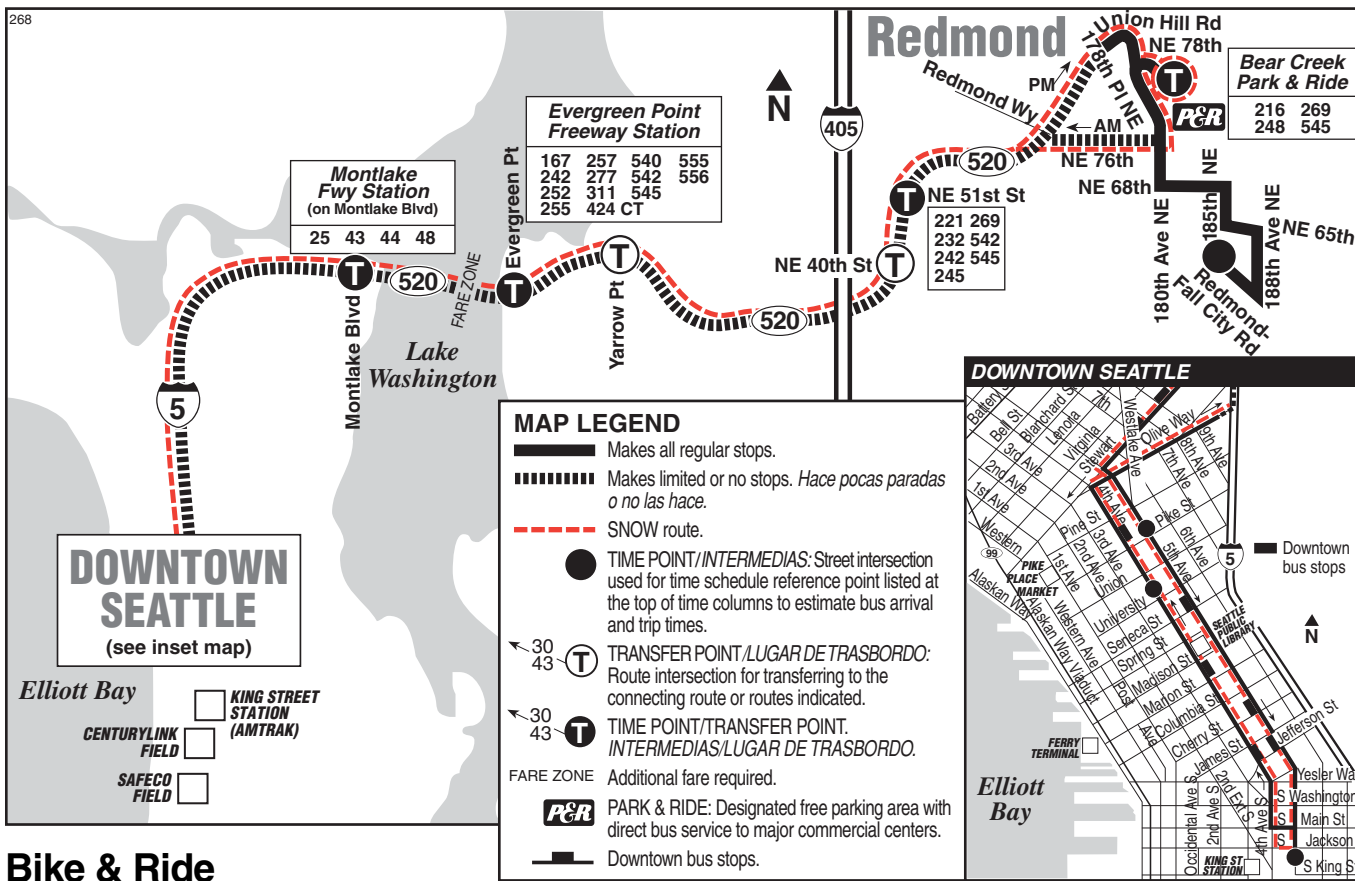 268
Redmond
Union Hill Rd
NE 78th
178th Pl NE
PM
Redmond Wy
AM
NE 76th
T
P&R
Bear Creek
Park & Ride
216 269
248 545
N
405
520
NE 68th
180th Ave NE
185th NE
188th Ave NE
NE 65th
Redmond-
Fall City Rd
T
NE 51st St
221 269
232 542
242 545
245
NE 40th St
T
520
Evergreen Point
Freeway Station
167 257 540 555
242 277 542 556
252 311 545
255 424 CT
Evergreen Pt
T
Yarrow Pt
T
FARE ZONE
Montlake
Fwy Station
(on Montlake Blvd)
25 43 44 48
T
520
Montlake Blvd
Lake
Washington
5
DOWNTOWN
SEATTLE
(see inset map)
Elliott Bay
KING STREET
STATION
(AMTRAK)
CENTURYLINK
FIELD
SAFECO
FIELD
MAP LEGEND
Makes all regular stops.
Makes limited or no stops. Hace pocas paradas
o no las hace.
SNOW route.
TIME POINT/INTERMEDIAS: Street intersection
used for time schedule reference point listed at
the top of time columns to estimate bus arrival
and trip times.
30
43
T
TRANSFER POINT/LUGAR DE TRASBORDO:
Route intersection for transferring to the
connecting route or routes indicated.
30
43
T
TIME POINT/TRANSFER POINT.
INTERMEDIAS/LUGAR DE TRASBORDO.
FARE ZONE Additional fare required.
P&R
PARK & RIDE: Designated free parking area with
direct bus service to major commercial centers.
Downtown bus stops.
DOWNTOWN SEATTLE
Battery St
Bell St
Blanchard St
Lenola
Virginia
Stewart
7th
Westlake Ave
Olive Way
9th Ave
8th Ave
7th Ave
3rd Ave
2nd Ave
1st Ave
Western
99
4th Ave
Pine St
Pike St
6th Ave
5th Ave
3rd Ave
2nd Ave
1st Ave
Union
PIKE
PLACE
MARKET
Alaskan Way
Alaskan Way Viaduct
Western Ave
Post
Ave
University
Seneca St
Spring St
Madison St
Marion St
Columbia St
Cherry St
James St
SEATTLE
PUBLIC
LIBRARY
5
Downtown
bus stops
N
Jefferson St
FERRY
TERMINAL
Elliott
Bay
Yesler Wa
S Washington
S Main St
S Jackson
S King S
Occidental Ave S
2nd Ave S
2nd Ext S
4th Ave S
KING ST
STATION
Bike & Ride